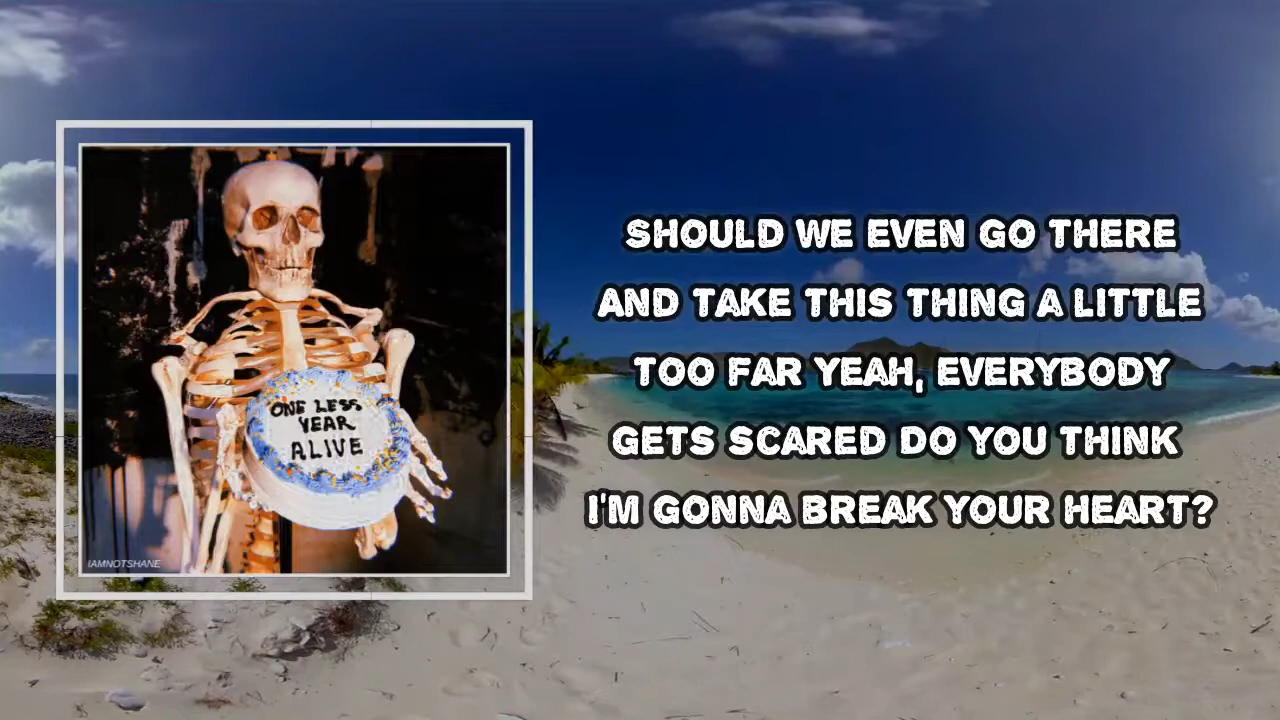 ONE LESS
YEAR
ALIVE
IAMNOTSHANE
SHOULD WE EVEN GO THERE
AND TAKE THIS THING A LITTLE
TOO FAR YEAH, EVERYBODY
GETS SCARED DO YOU THINK
I'M GONNA BREAK YOUR HEART?